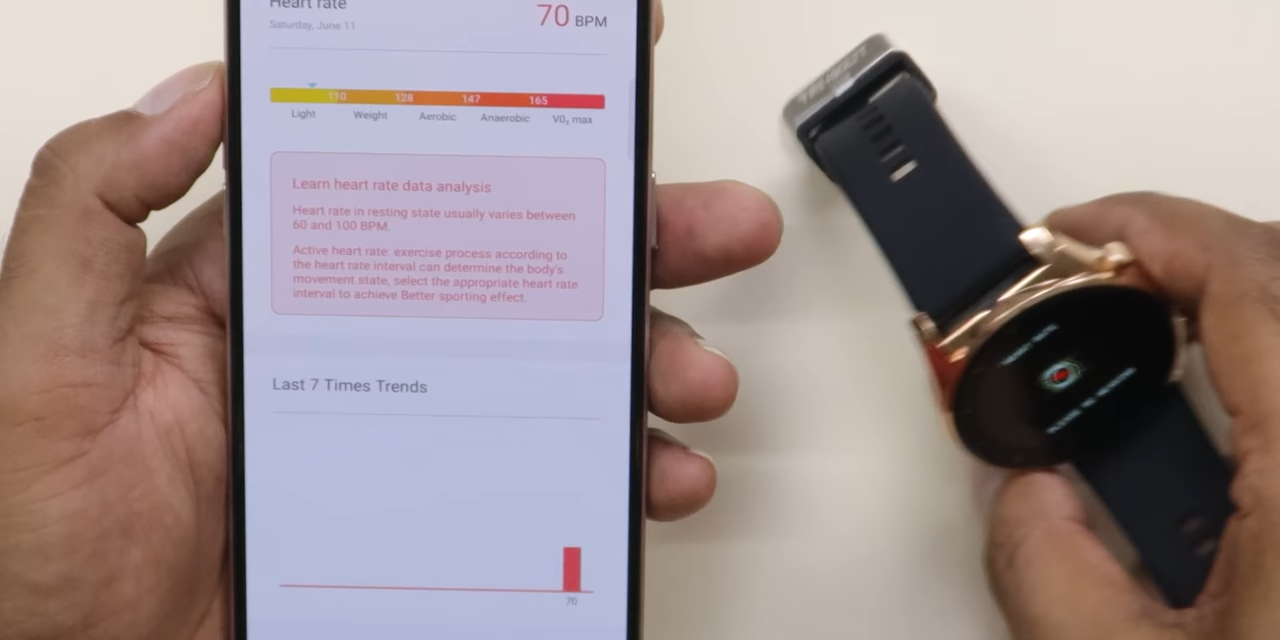 Heart rate
Saturday, June 11
70 BPM
110 128 147 165
Light Weight Aerobic Anaerobic V0₂ max
Learn heart rate data analysis
Heart rate in resting state usually varies between
60 and 100 BPM.
Active heart rate: exercise process according to
the heart rate interval can determine the body's
movement state, select the appropriate heart rate
interval to achieve Better sporting effect.
Last 7 Times Trends
70
HEART RATE